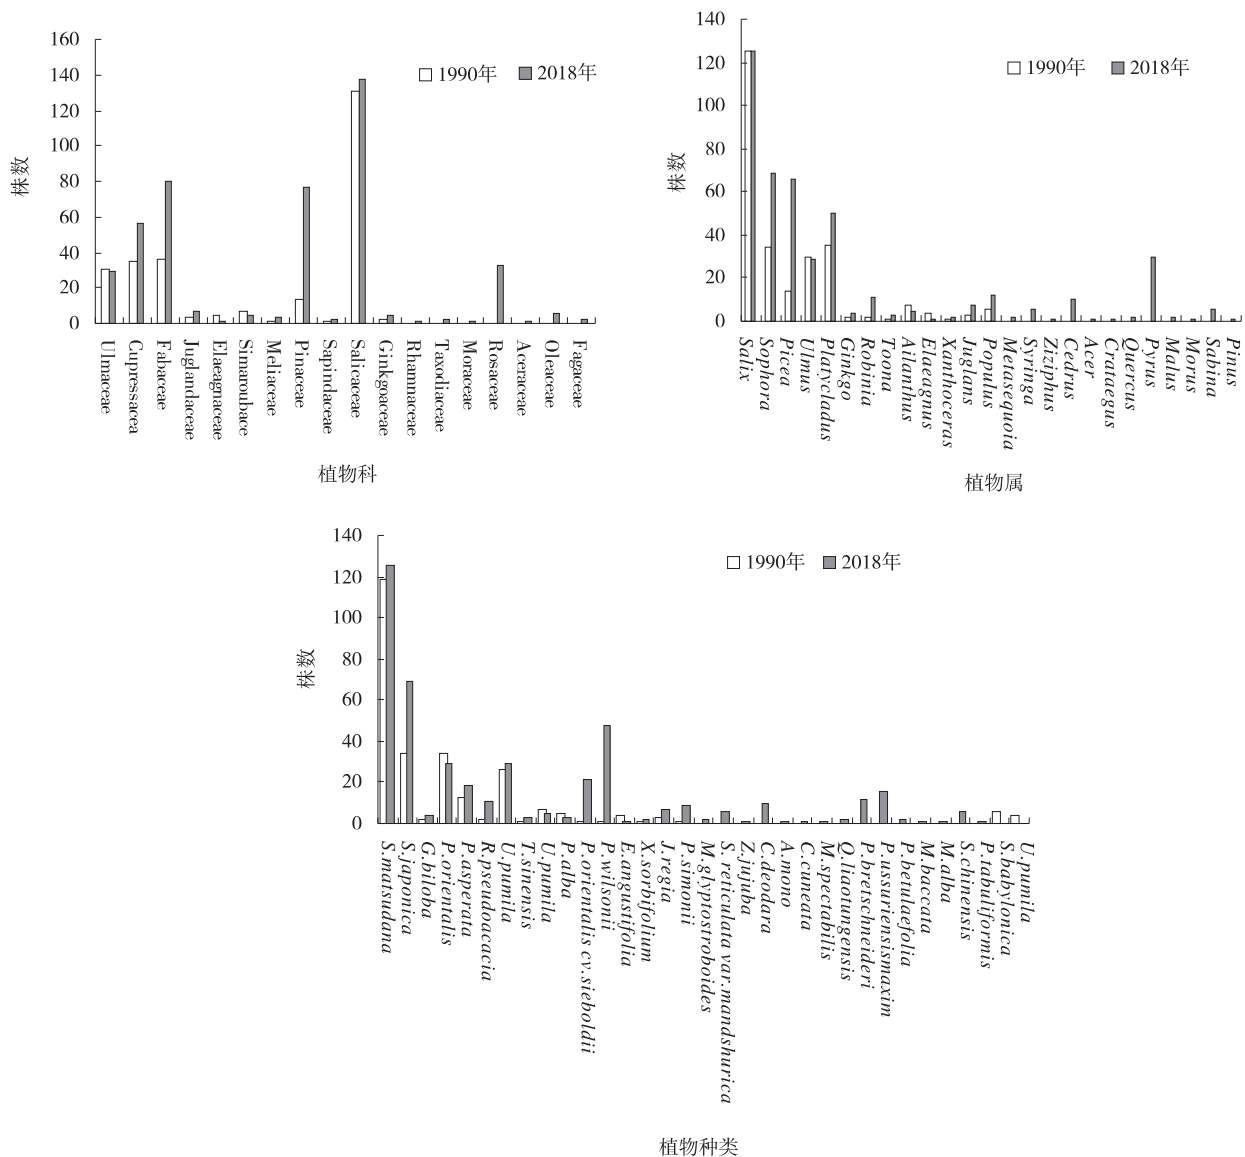 160
140
120
100
80
60
40
20
0
株数
1990年
2018年
Ulmaceae
Cupressacea
Fabaceae
Juglandaceae
Elaeagnaceae
Simaroubace
Meliaceae
Pinaceae
Sapindaceae
Salicaceae
Ginkgoaceae
Rhamnaceae
Taxodiaceae
Moraceae
Rosaceae
Aceraceae
Oleaceae
Fagaceae
植物科
140
120
100
80
60
40
20
0
株数
1990年
2018年
Salix
Sophora
Picea
Ulmus
Platycladus
Ginkgo
Robinia
Toona
Ailanthus
Elaeagnus
Xanthoceras
Juglans
Populus
Metasequoia
Syringa
Ziziphus
Cedrus
Acer
Crataegus
Quercus
Pyrus
Malus
Morus
Sabina
Pinus
植物属
140
120
100
80
60
40
20
0
株数
1990年
2018年
S.matsudana
S.japonica
G.biloba
P.orientalis
P.asperata
R.pseudoacacia
U.pumila
T.sinensis
U.pumila
P.alba
P.orientalis cv.sieboldii
P.wilsonii
E.angustifolia
X.sorbifolium
J.regia
P.simonii
M.glyptostroboides
S. reticulata var.mandshurica
Z.jujuba
C.deodara
A.mono
C.cuneata
M.spectabilis
Q.liaotungensis
P.bretschneideri
P.ussuriensismaxim
P.betulaefolia
M.baccata
M.alba
S.chinensis
P.tabuliformis
S.babylonica
U.pumila
植物种类